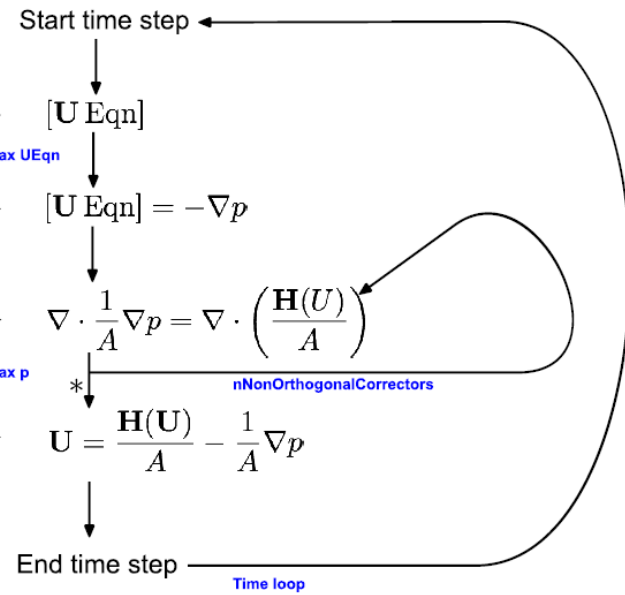 Start time step
[𝐔 Eqn]
ax UEqn
[𝐔 Eqn] = −∇p
∇ · 1/A ∇p = ∇ · (𝐇(U)/A)
ax p
* nNonOrthogonalCorrectors
𝐔 = 𝐇(𝐔)/A − 1/A ∇p
End time step
Time loop